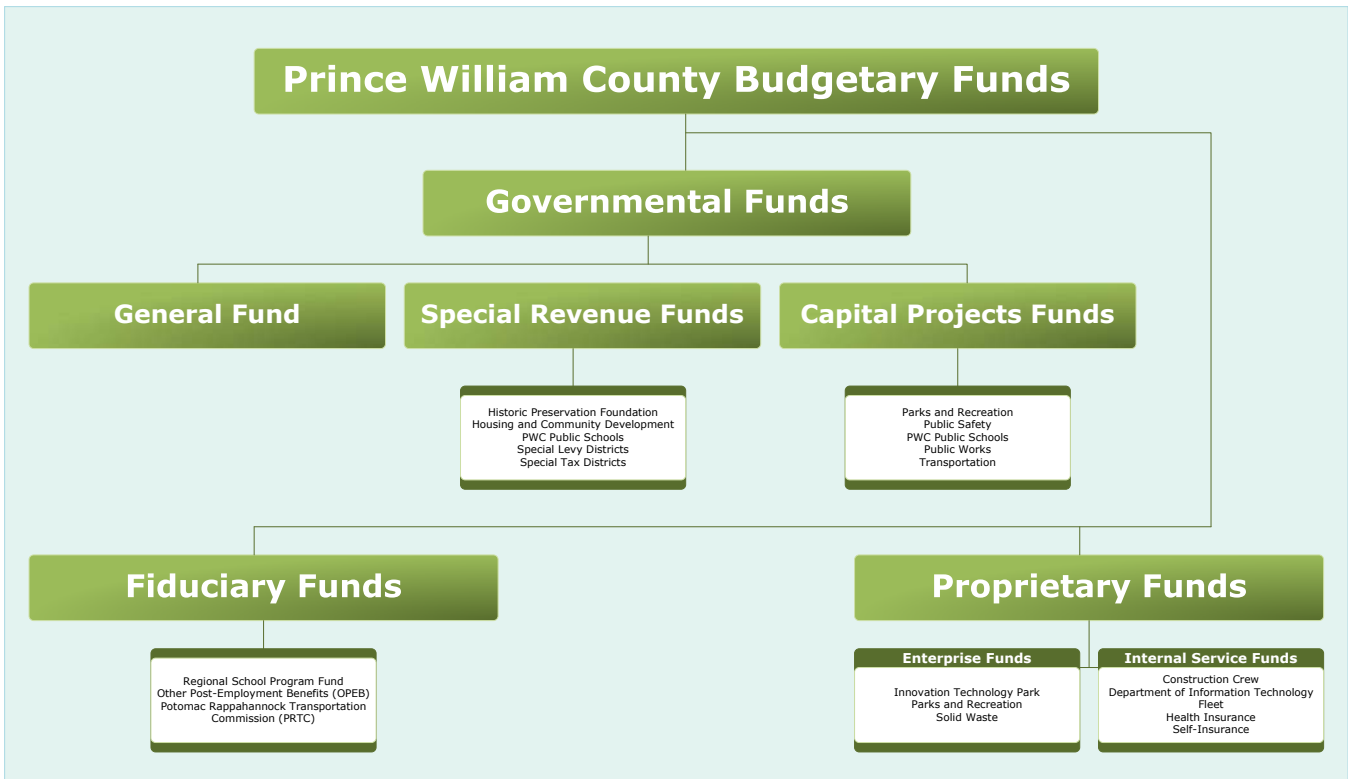 Prince William County Budgetary Funds
Governmental Funds
General Fund
Special Revenue Funds
Capital Projects Funds
Historic Preservation Foundation
Housing and Community Development
PWC Public Schools
Special Levy Districts
Special Tax Districts
Parks and Recreation
Public Safety
PWC Public Schools
Public Works
Transportation
Fiduciary Funds
Proprietary Funds
Regional School Program Fund
Other Post-Employment Benefits (OPEB)
Potomac Rappahannock Transportation
Commission (PRTC)
Enterprise Funds
Innovation Technology Park
Parks and Recreation
Solid Waste
Internal Service Funds
Construction Crew
Department of Information Technology
Fleet
Health Insurance
Self-Insurance